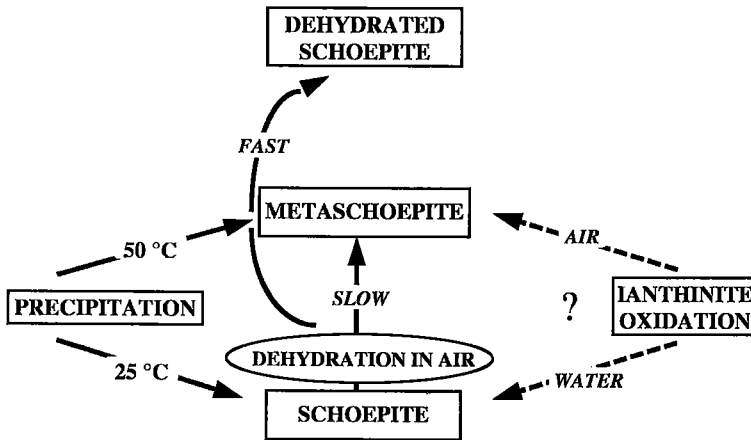 DEHYDRATED
SCHOEPITE
FAST
METASCHOEPITE
50 °C
AIR
PRECIPITATION
SLOW
?
IANTHINITE
OXIDATION
DEHYDRATION IN AIR
25 °C
WATER
SCHOEPITE